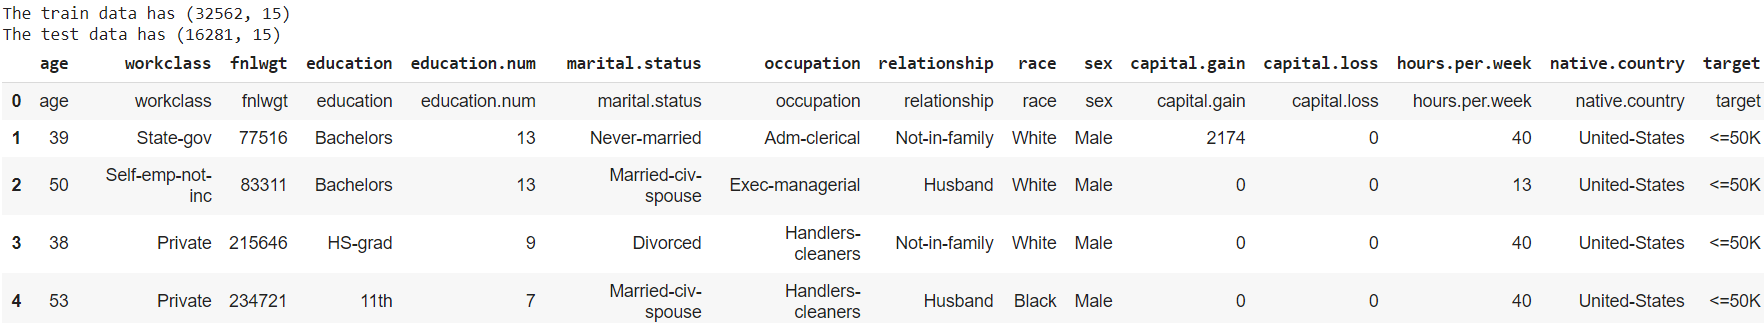 The train data has (32562, 15)
The test data has (16281, 15)
age workclass fnlwgt education education.num marital.status occupation relationship race sex capital.gain capital.loss hours.per.week native.country target
0 age workclass fnlwgt education education.num marital.status occupation relationship race sex capital.gain capital.loss hours.per.week native.country target
1 39 State-gov 77516 Bachelors 13 Never-married Adm-clerical Not-in-family White Male 2174 0 40 United-States <=50K
2 50 Self-emp-not-inc 83311 Bachelors 13 Married-civ-spouse Exec-managerial Husband White Male 0 0 13 United-States <=50K
3 38 Private 215646 HS-grad 9 Divorced Handlers-cleaners Not-in-family White Male 0 0 40 United-States <=50K
4 53 Private 234721 11th 7 Married-civ-spouse Handlers-cleaners Husband Black Male 0 0 40 United-States <=50K